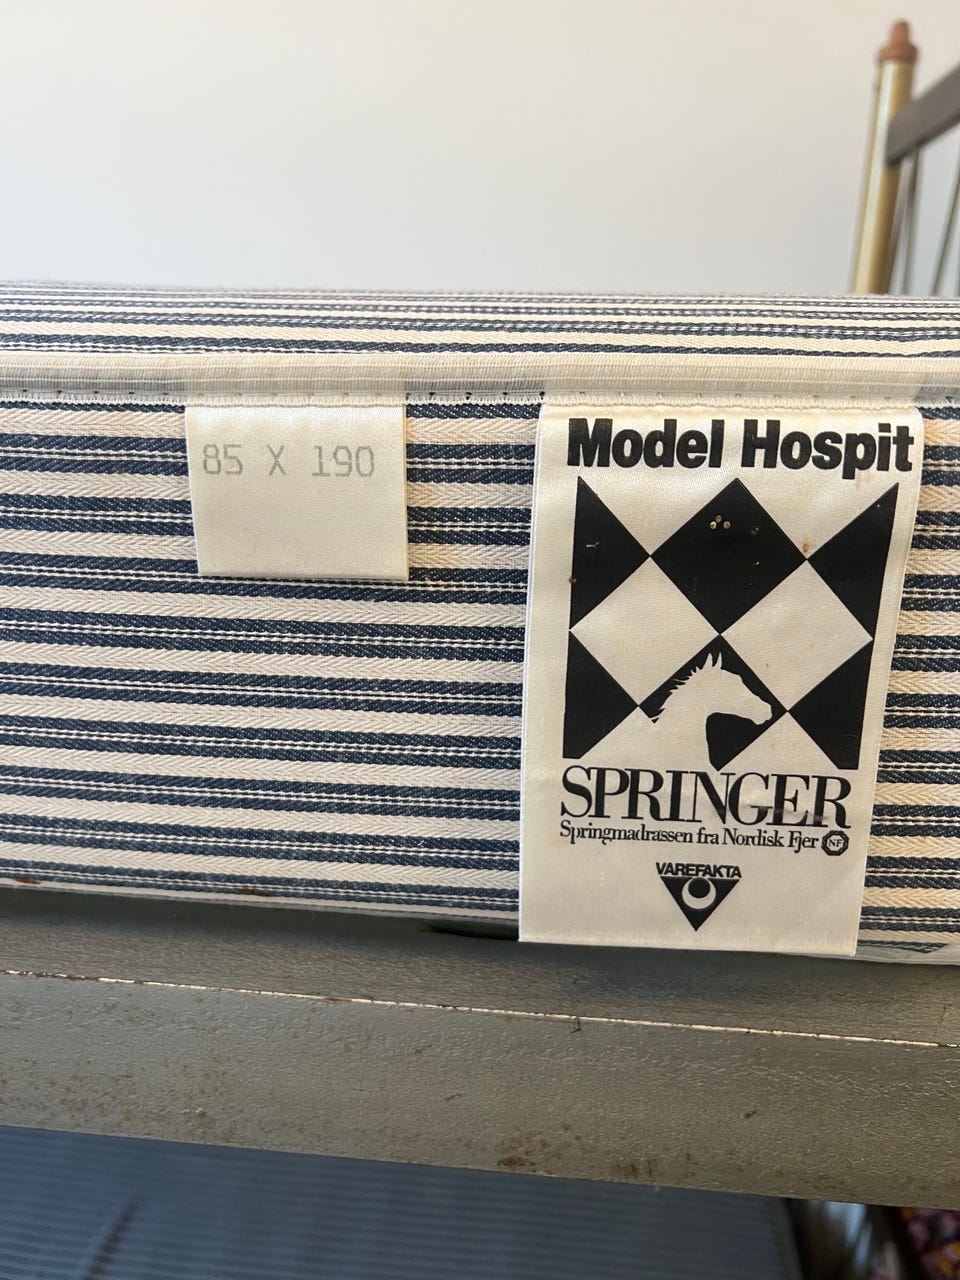 85 X 190
Model Hospit
SPRINGER
Springmadrassen fra Nordisk Fjer NF
VAREFAKTA